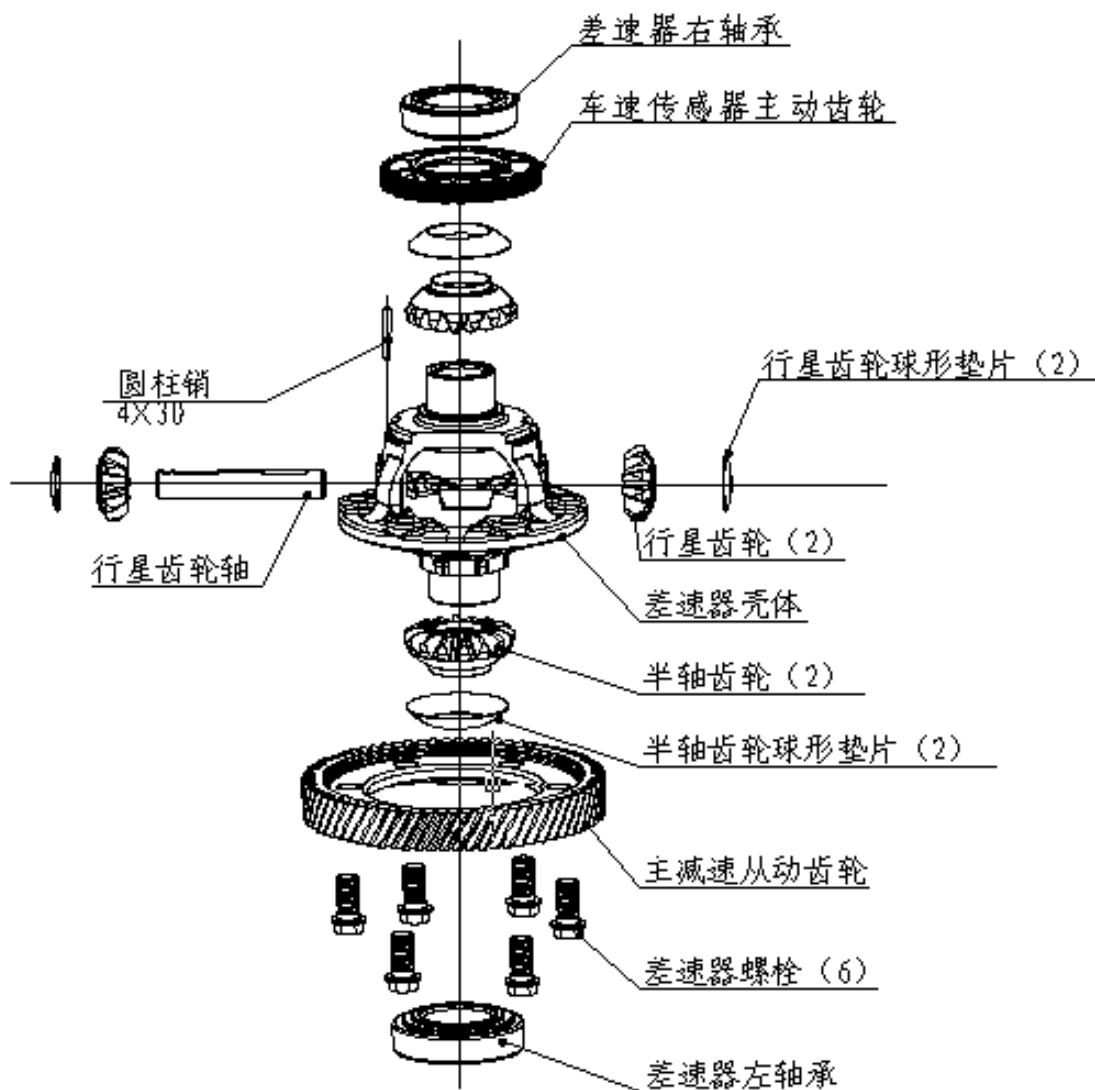 差速器右轴承
车速传感器主动齿轮
圆柱销
4×30
行星齿轮球形垫片（2）
行星齿轮轴
行星齿轮（2）
差速器壳体
半轴齿轮（2）
半轴齿轮球形垫片（2）
主减速从动齿轮
差速器螺栓（6）
差速器左轴承